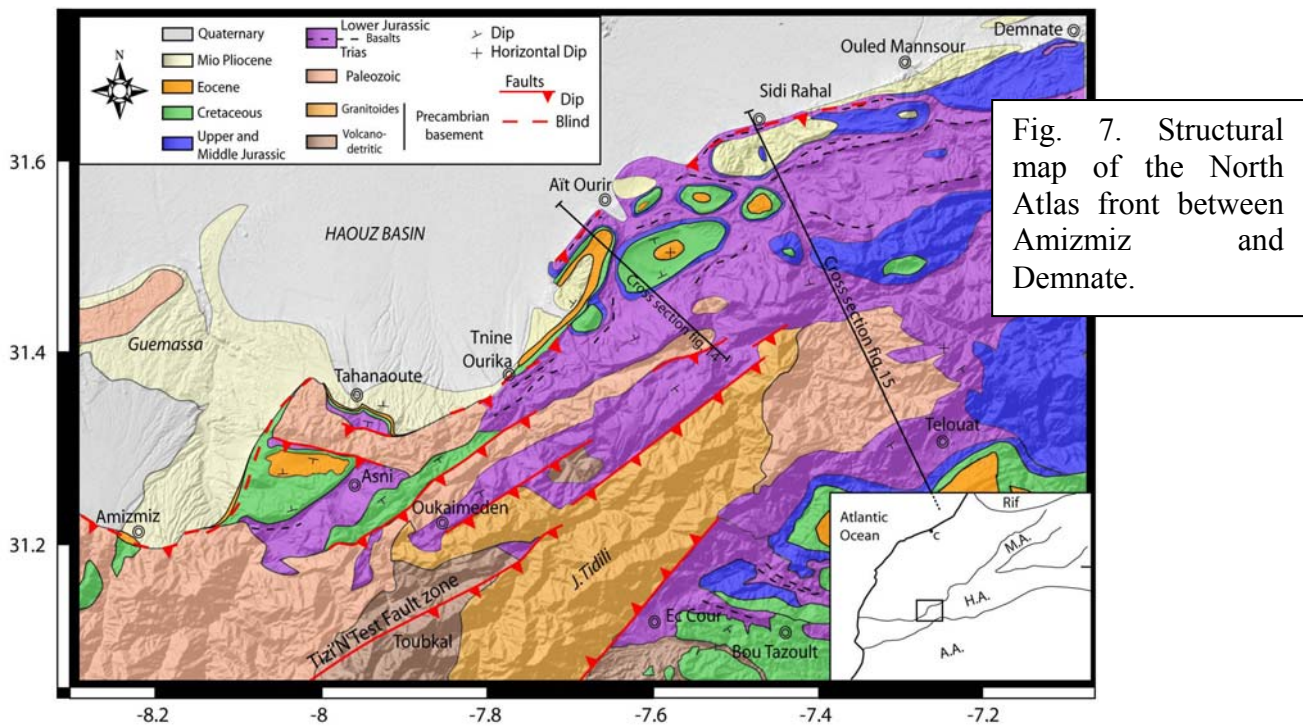 N
Quaternary
Mio Pliocene
Eocene
Cretaceous
Upper and
Middle Jurassic
Lower Jurassic
Basalts
Trias
Paleozoic
Granitoides
Volcano-
detritic
Precambrian
basement
Dip
Horizontal Dip
Faults
Dip
Blind
Demnate
Ouled Mannsour
Sidi Rahal
Aït Ourir
HAOUZ BASIN
Guemassa
Tnine
Ourika
Tahanaoute
Cross section fig. 14
Cross section fig. 15
Asni
Amizmiz
Oukaimeden
Telouat
J. Tidili
Tizi'N'Test Fault zone
Toubkal
Ec Cour
Bou Tazoult
Atlantic
Ocean
Rif
c
M.A.
H.A.
A.A.
31.6
31.4
31.2
-8.2
-8
-7.8
-7.6
-7.4
-7.2
Fig. 7. Structural
map of the North
Atlas front between
Amizmiz and
Demnate.